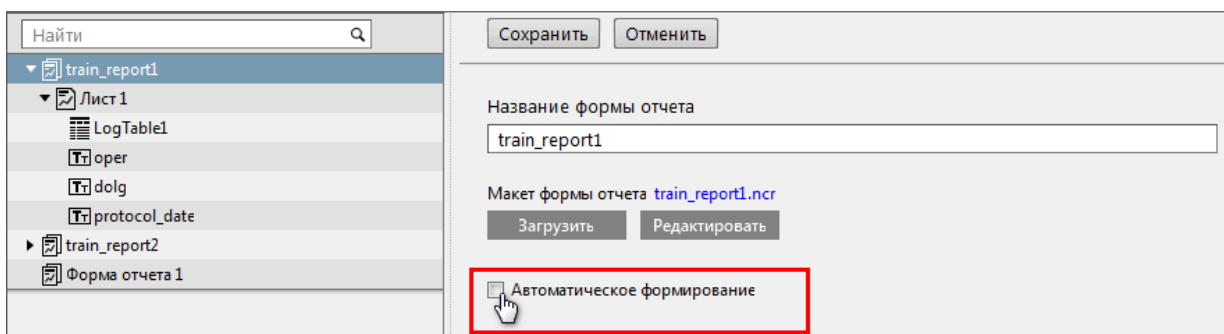 Найти
Сохранить Отменить
train_report1
Лист 1
LogTable1
oper
dolg
protocol_date
train_report2
Форма отчета 1
Название формы отчета
train_report1
Макет формы отчета train_report1.ncr
Загрузить Редактировать
Автоматическое формирование